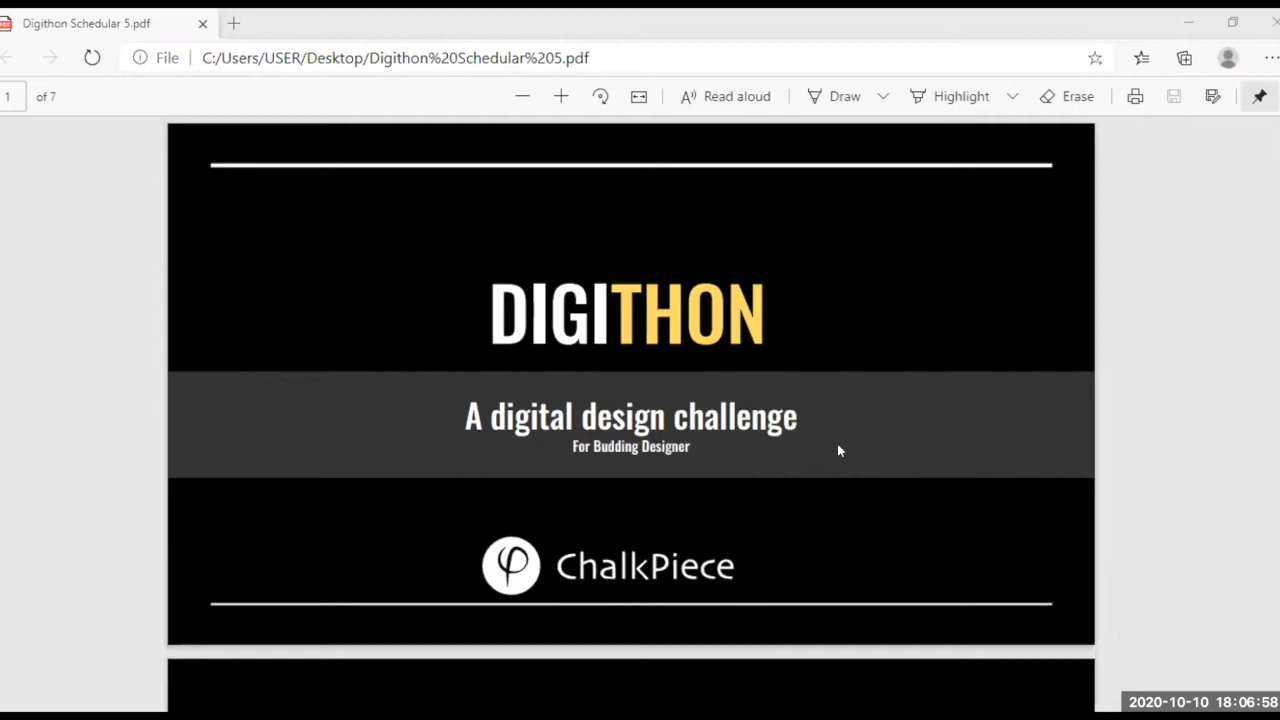 Digithon Schedular 5.pdf
File
C:/Users/USER/Desktop/Digithon%20Schedular%205.pdf
1 of 7
Read aloud
Draw
Highlight
Erase
DIGITHON
A digital design challenge
For Budding Designer
ChalkPiece
2020-10-10 18:06:58